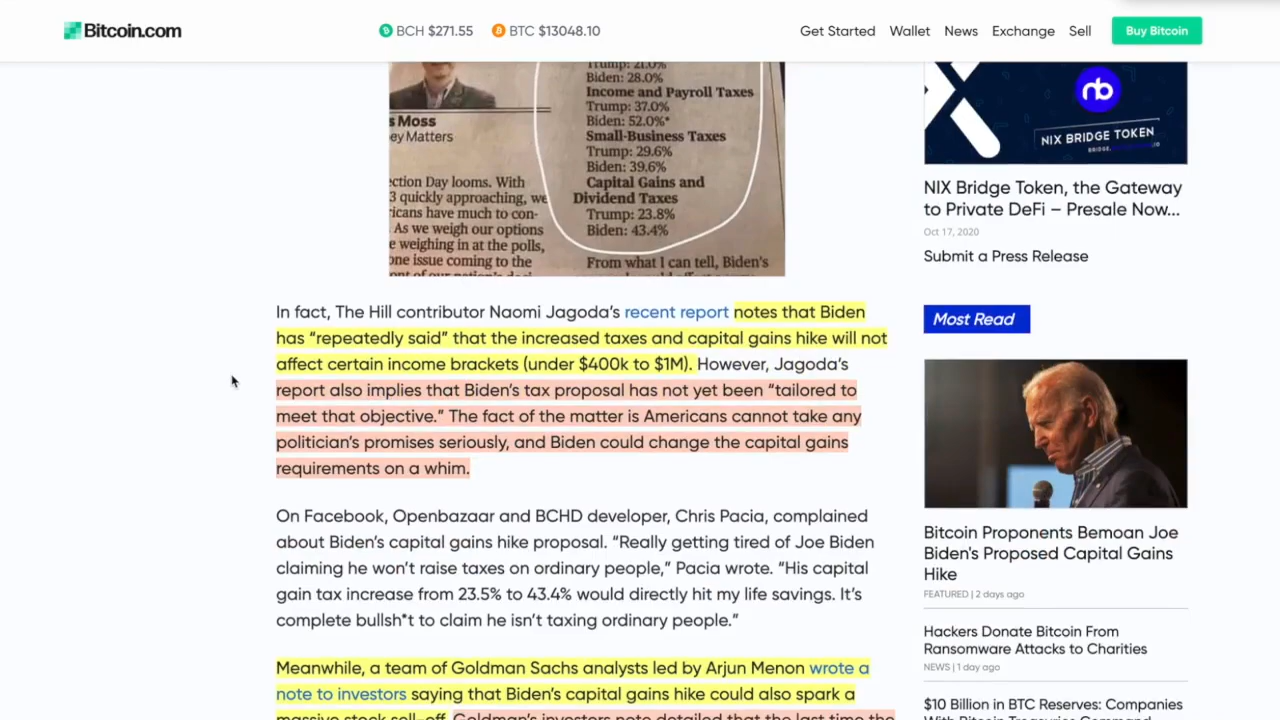 Bitcoin.com
BCH $271.55
BTC $13048.10
Get Started
Wallet
News
Exchange
Sell
Buy Bitcoin
Trump: 21.0%
Biden: 28.0%
Income and Payroll Taxes
Trump: 37.0%
Biden: 52.0%*
Small-Business Taxes
Trump: 29.6%
Biden: 39.6%
Capital Gains and
Dividend Taxes
Trump: 23.8%
Biden: 43.4%
From what I can tell, Biden's
s Moss
ey Matters
ection Day looms. With
3 quickly approaching, we
ricans have much to con-
. As we weigh our options
e weighing in at the polls,
one issue coming to the
In fact, The Hill contributor Naomi Jagoda's recent report notes that Biden
has “repeatedly said” that the increased taxes and capital gains hike will not
affect certain income brackets (under $400k to $1M). However, Jagoda's
report also implies that Biden's tax proposal has not yet been “tailored to
meet that objective.” The fact of the matter is Americans cannot take any
politician's promises seriously, and Biden could change the capital gains
requirements on a whim.
On Facebook, Openbazaar and BCHD developer, Chris Pacia, complained
about Biden's capital gains hike proposal. “Really getting tired of Joe Biden
claiming he won't raise taxes on ordinary people,” Pacia wrote. “His capital
gain tax increase from 23.5% to 43.4% would directly hit my life savings. It's
complete bullsh*t to claim he isn't taxing ordinary people.”
Meanwhile, a team of Goldman Sachs analysts led by Arjun Menon wrote a
note to investors saying that Biden's capital gains hike could also spark a
massive stock sell-off. Goldman's investors note detailed that the last time the
nb
NIX BRIDGE TOKEN
NIX Bridge Token, the Gateway
to Private DeFi – Presale Now...
Oct 17, 2020
Submit a Press Release
Most Read
Bitcoin Proponents Bemoan Joe
Biden's Proposed Capital Gains
Hike
FEATURED | 2 days ago
Hackers Donate Bitcoin From
Ransomware Attacks to Charities
NEWS | 1 day ago
$10 Billion in BTC Reserves: Companies
With Bitcoin Treasuries Command